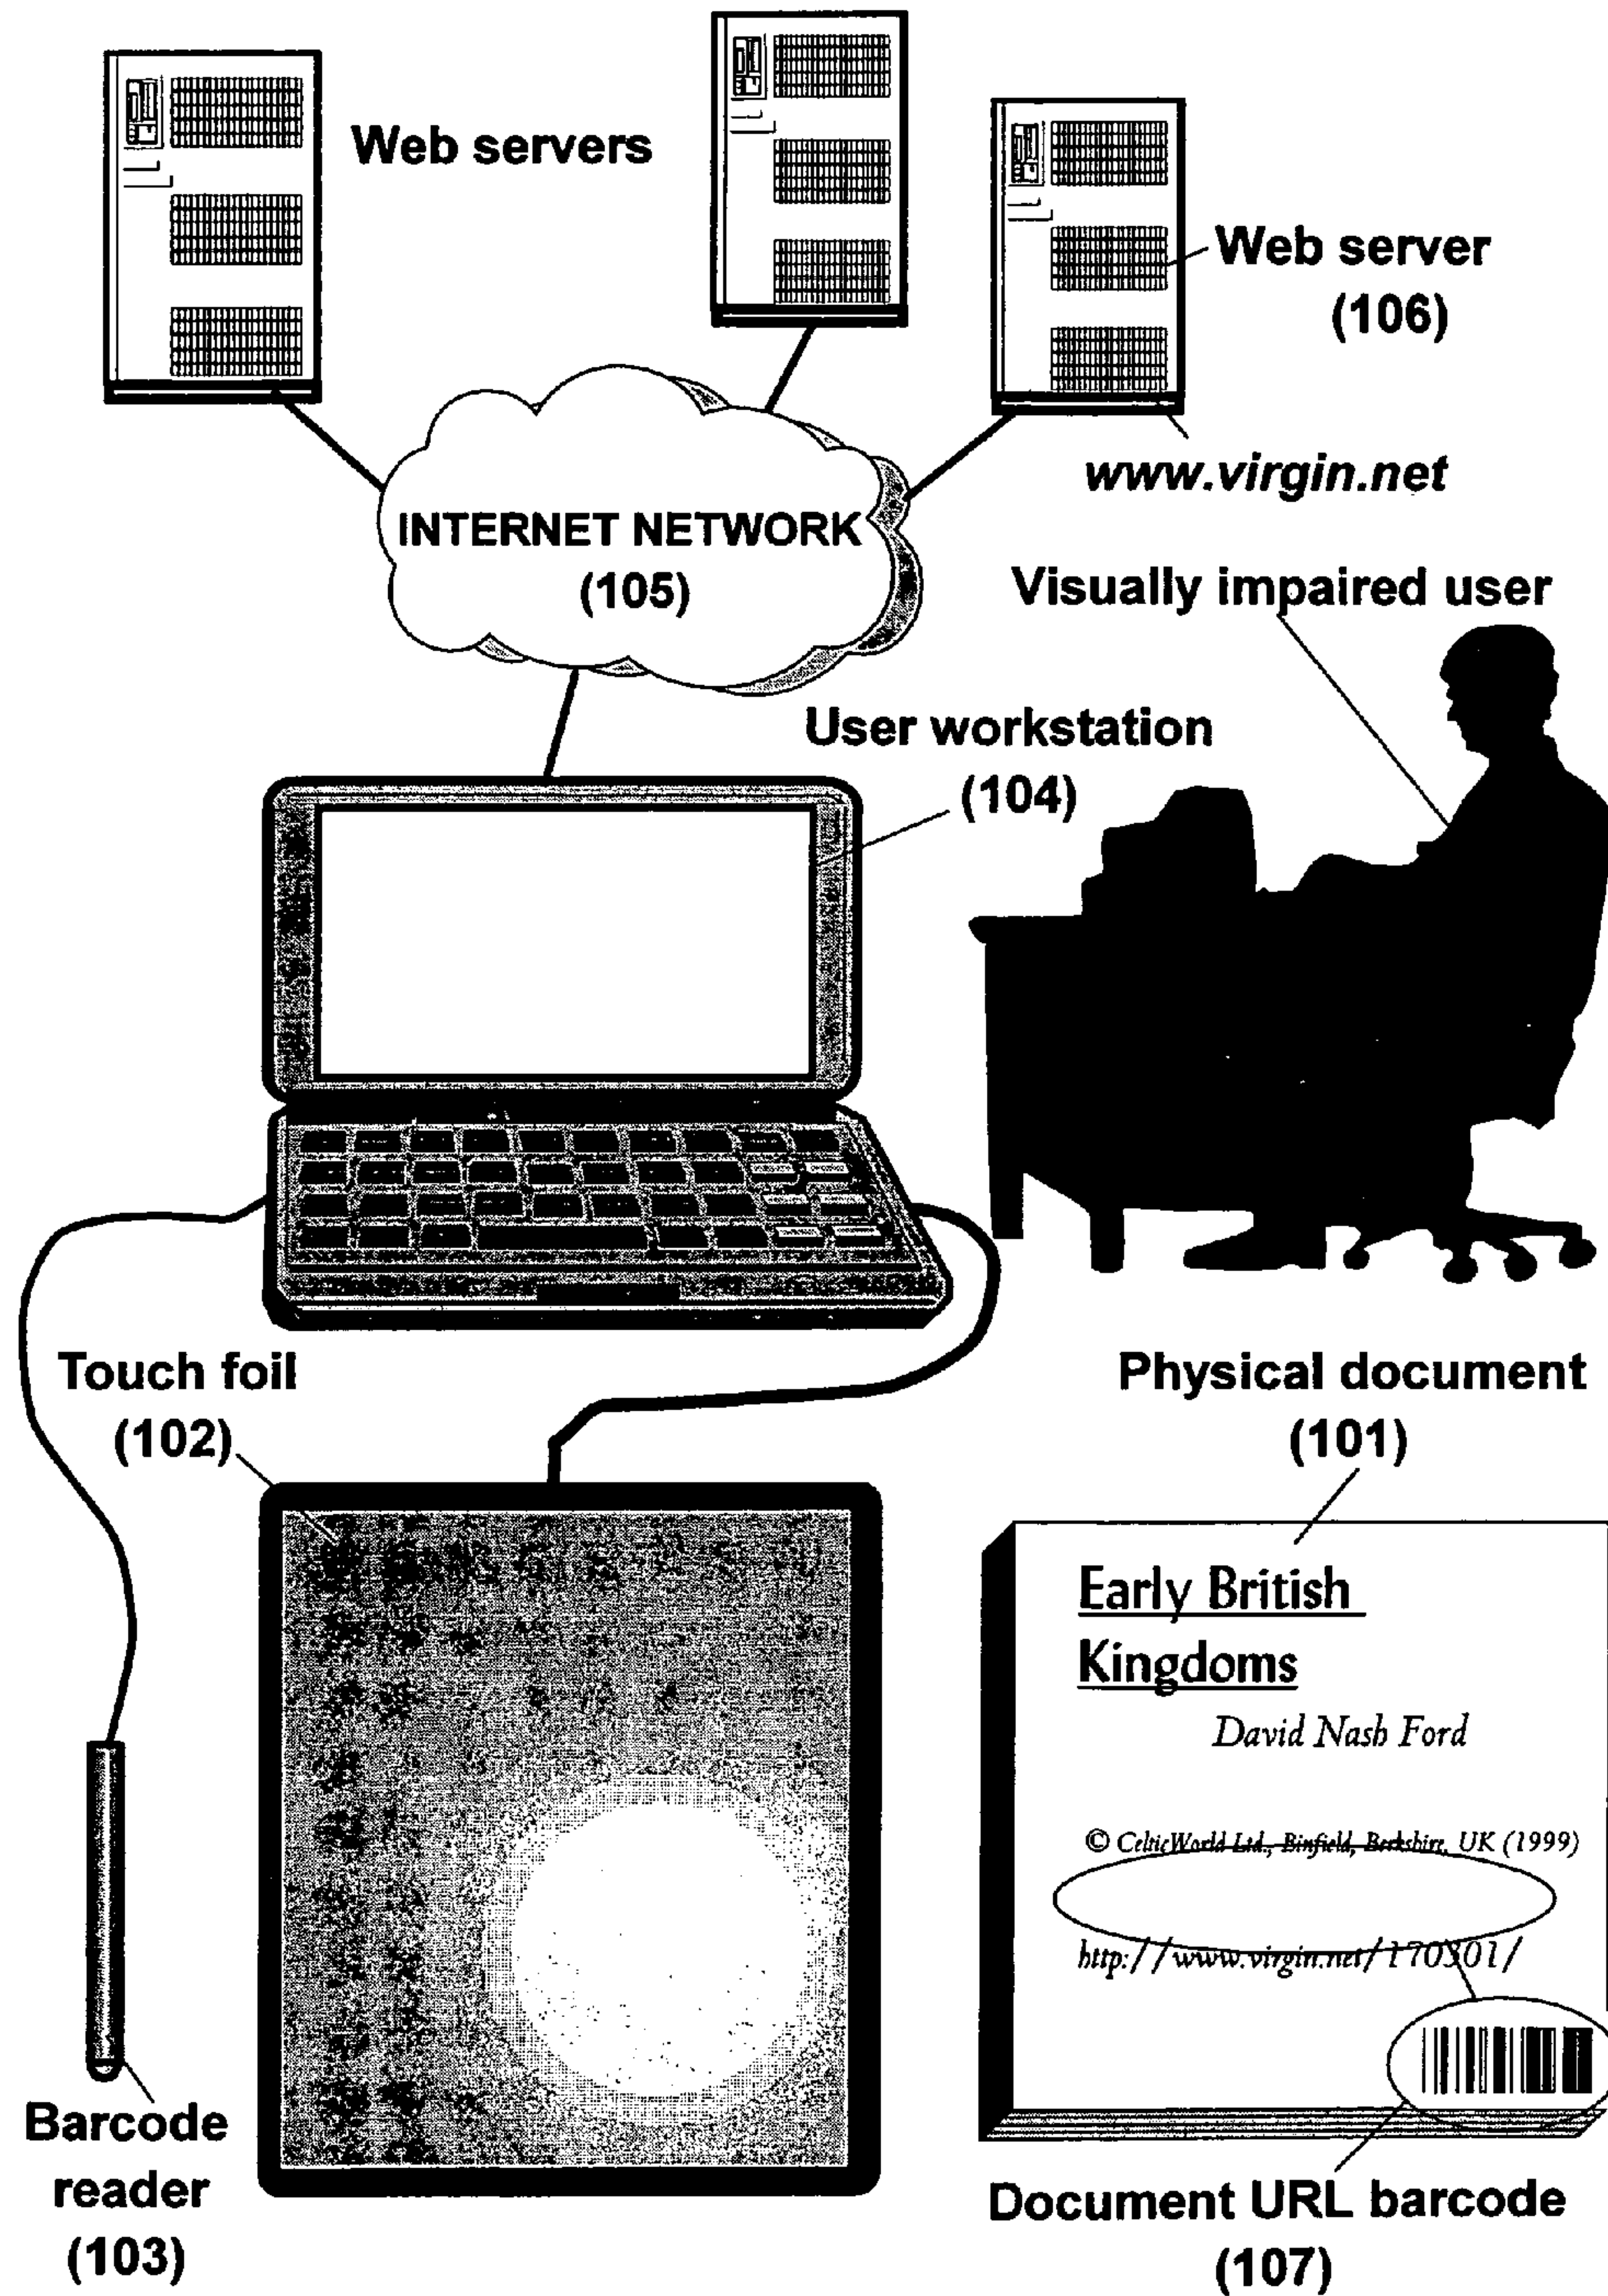 Web servers
Web server
(106)
www.virgin.net
INTERNET NETWORK
(105)
Visually impaired user
User workstation
(104)
Touch foil
(102)
Physical document
(101)
Early British
Kingdoms
David Nash Ford
© CelticWorld Ltd., Binfield, Berkshire, UK (1999)
http://www.virgin.net/170301/
Barcode
reader
(103)
Document URL barcode
(107)